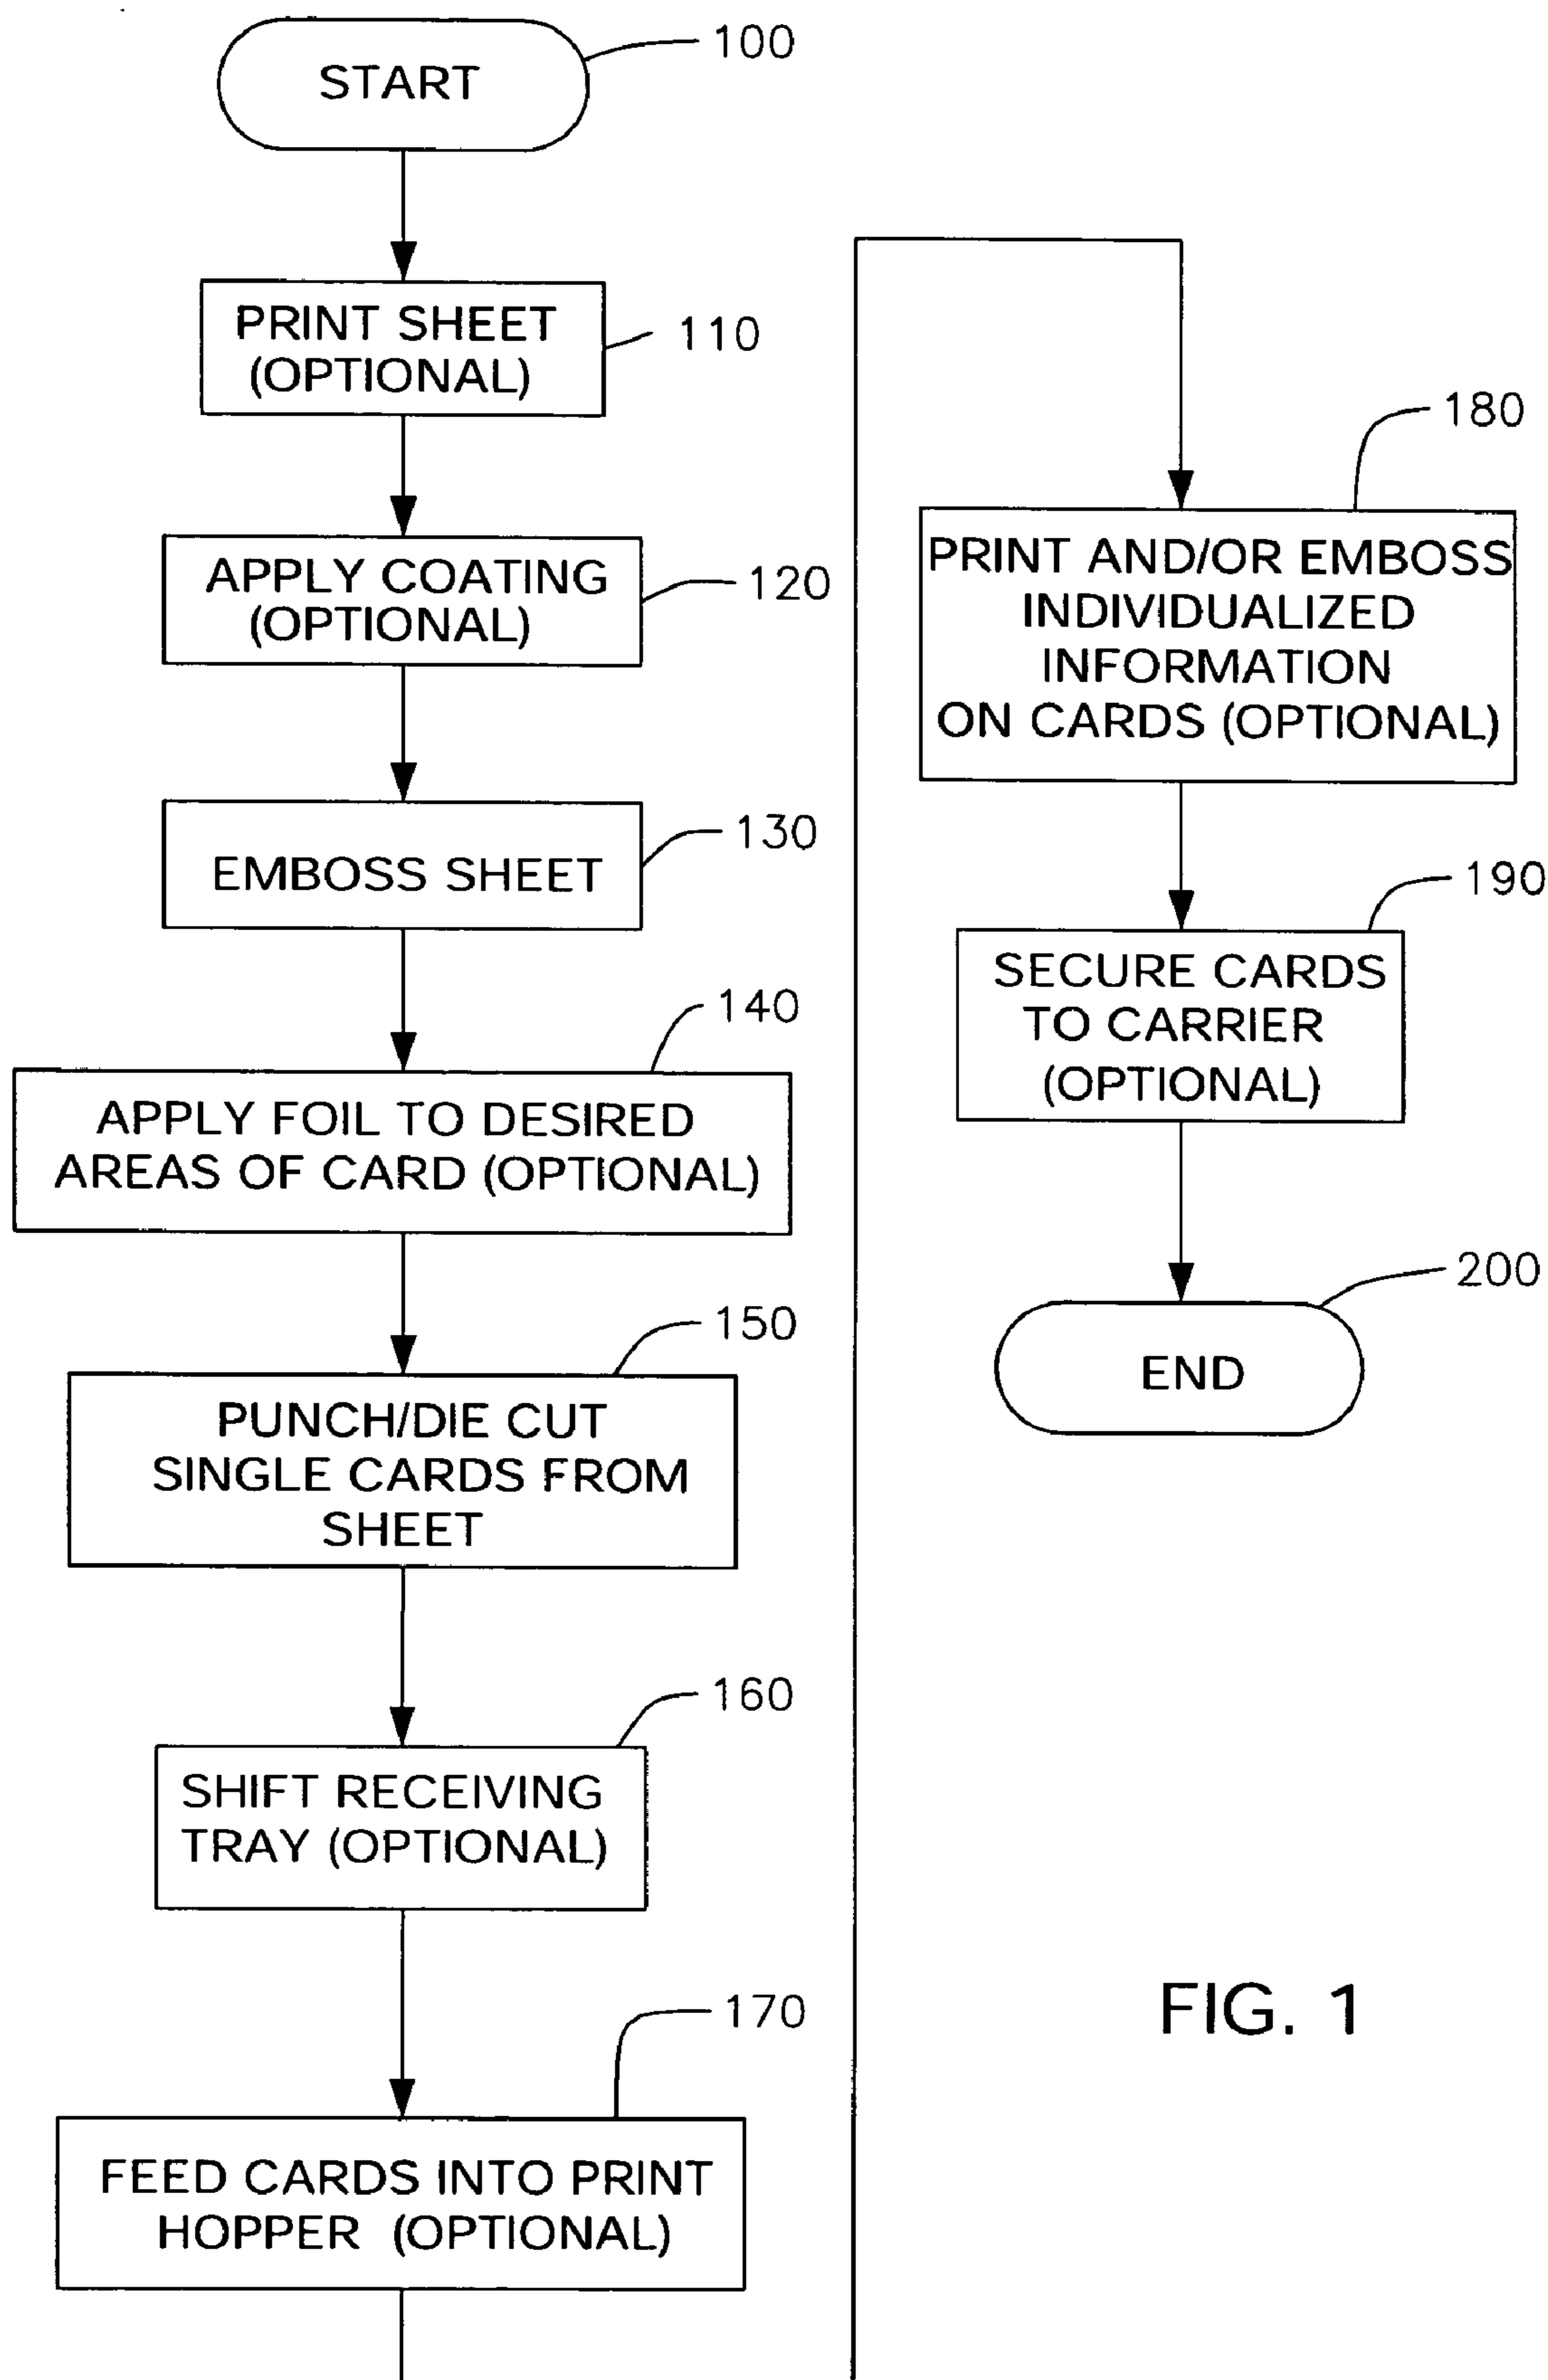 START
100
PRINT SHEET
(OPTIONAL)
110
APPLY COATING
(OPTIONAL)
120
EMBOSS SHEET
130
APPLY FOIL TO DESIRED
AREAS OF CARD (OPTIONAL)
140
PUNCH/DIE CUT
SINGLE CARDS FROM
SHEET
150
SHIFT RECEIVING
TRAY (OPTIONAL)
160
FEED CARDS INTO PRINT
HOPPER (OPTIONAL)
170
PRINT AND/OR EMBOSS
INDIVIDUALIZED
INFORMATION
ON CARDS (OPTIONAL)
180
SECURE CARDS
TO CARRIER
(OPTIONAL)
190
END
200
FIG. 1